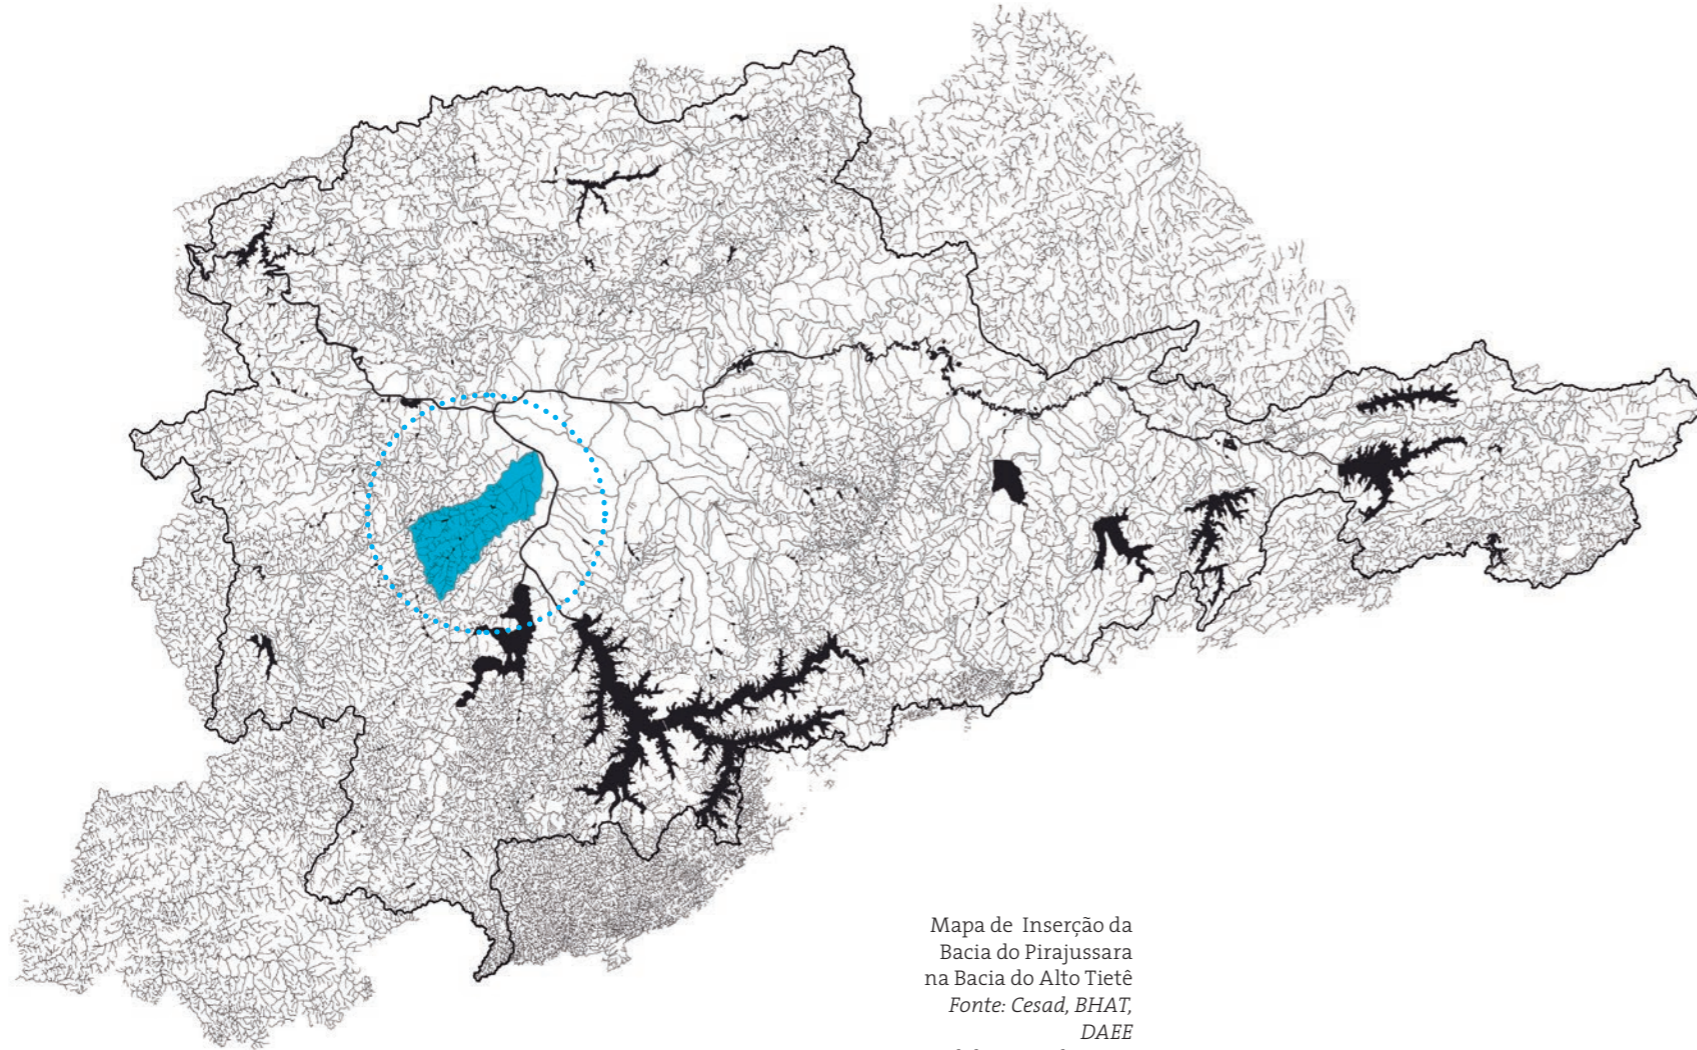 Mapa de Inserção da
Bacia do Pirajussara
na Bacia do Alto Tietê
Fonte: Cesad, BHAT,
DAEE